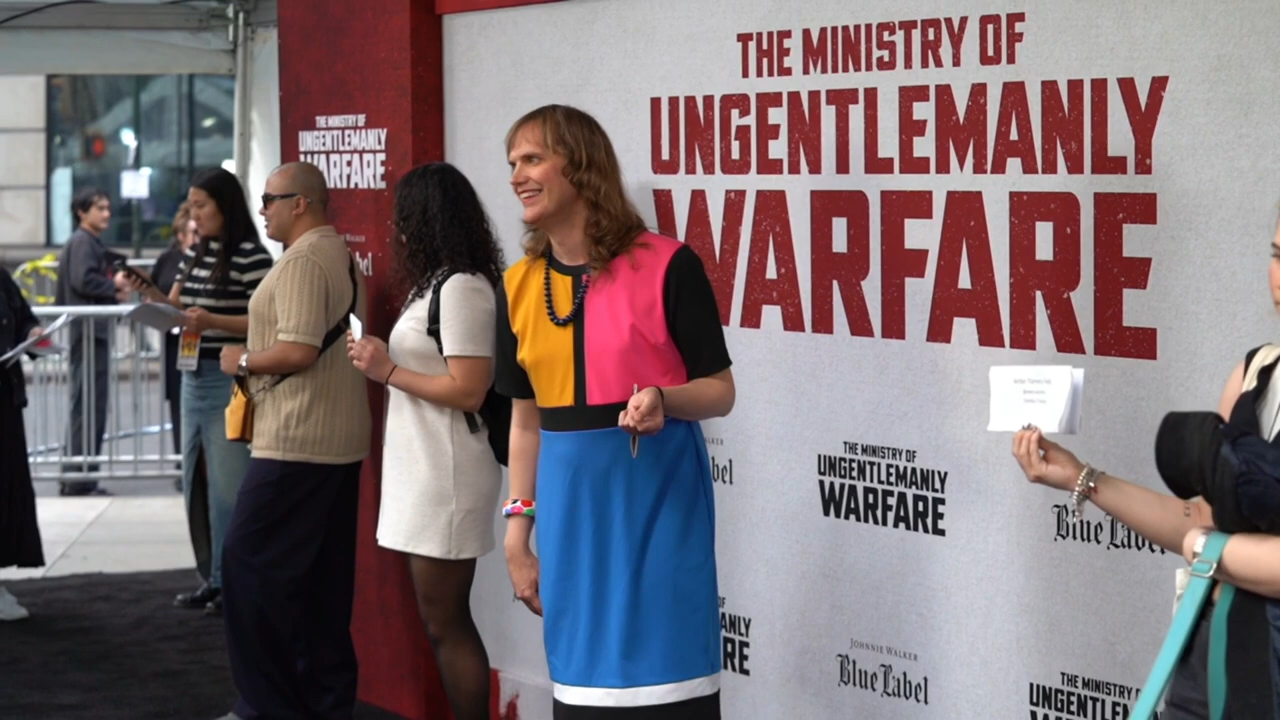 THE MINISTRY OF
UNGENTLEMANLY
WARFARE
THE MINISTRY OF
UNGENTLEMANLY
WARFARE
THE MINISTRY OF
UNGENTLEMANLY
WARFARE
Blue Label
JOHNNIE WALKER
Blue Label
THE MINISTRY